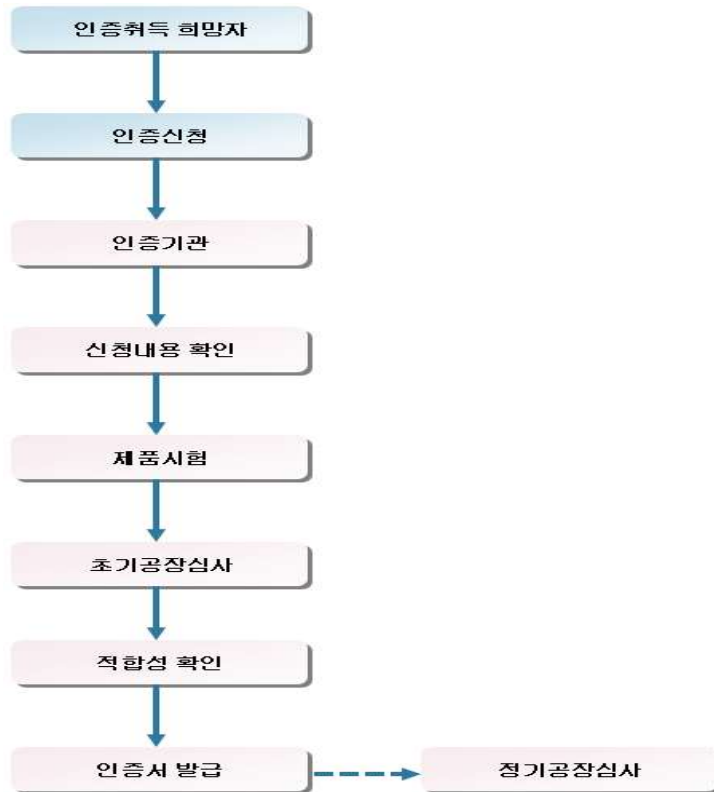 인증취득 희망자
인증신청
인증기관
신청내용 확인
제품시험
초기공장심사
적합성 확인
인증서 발급
정기공장심사